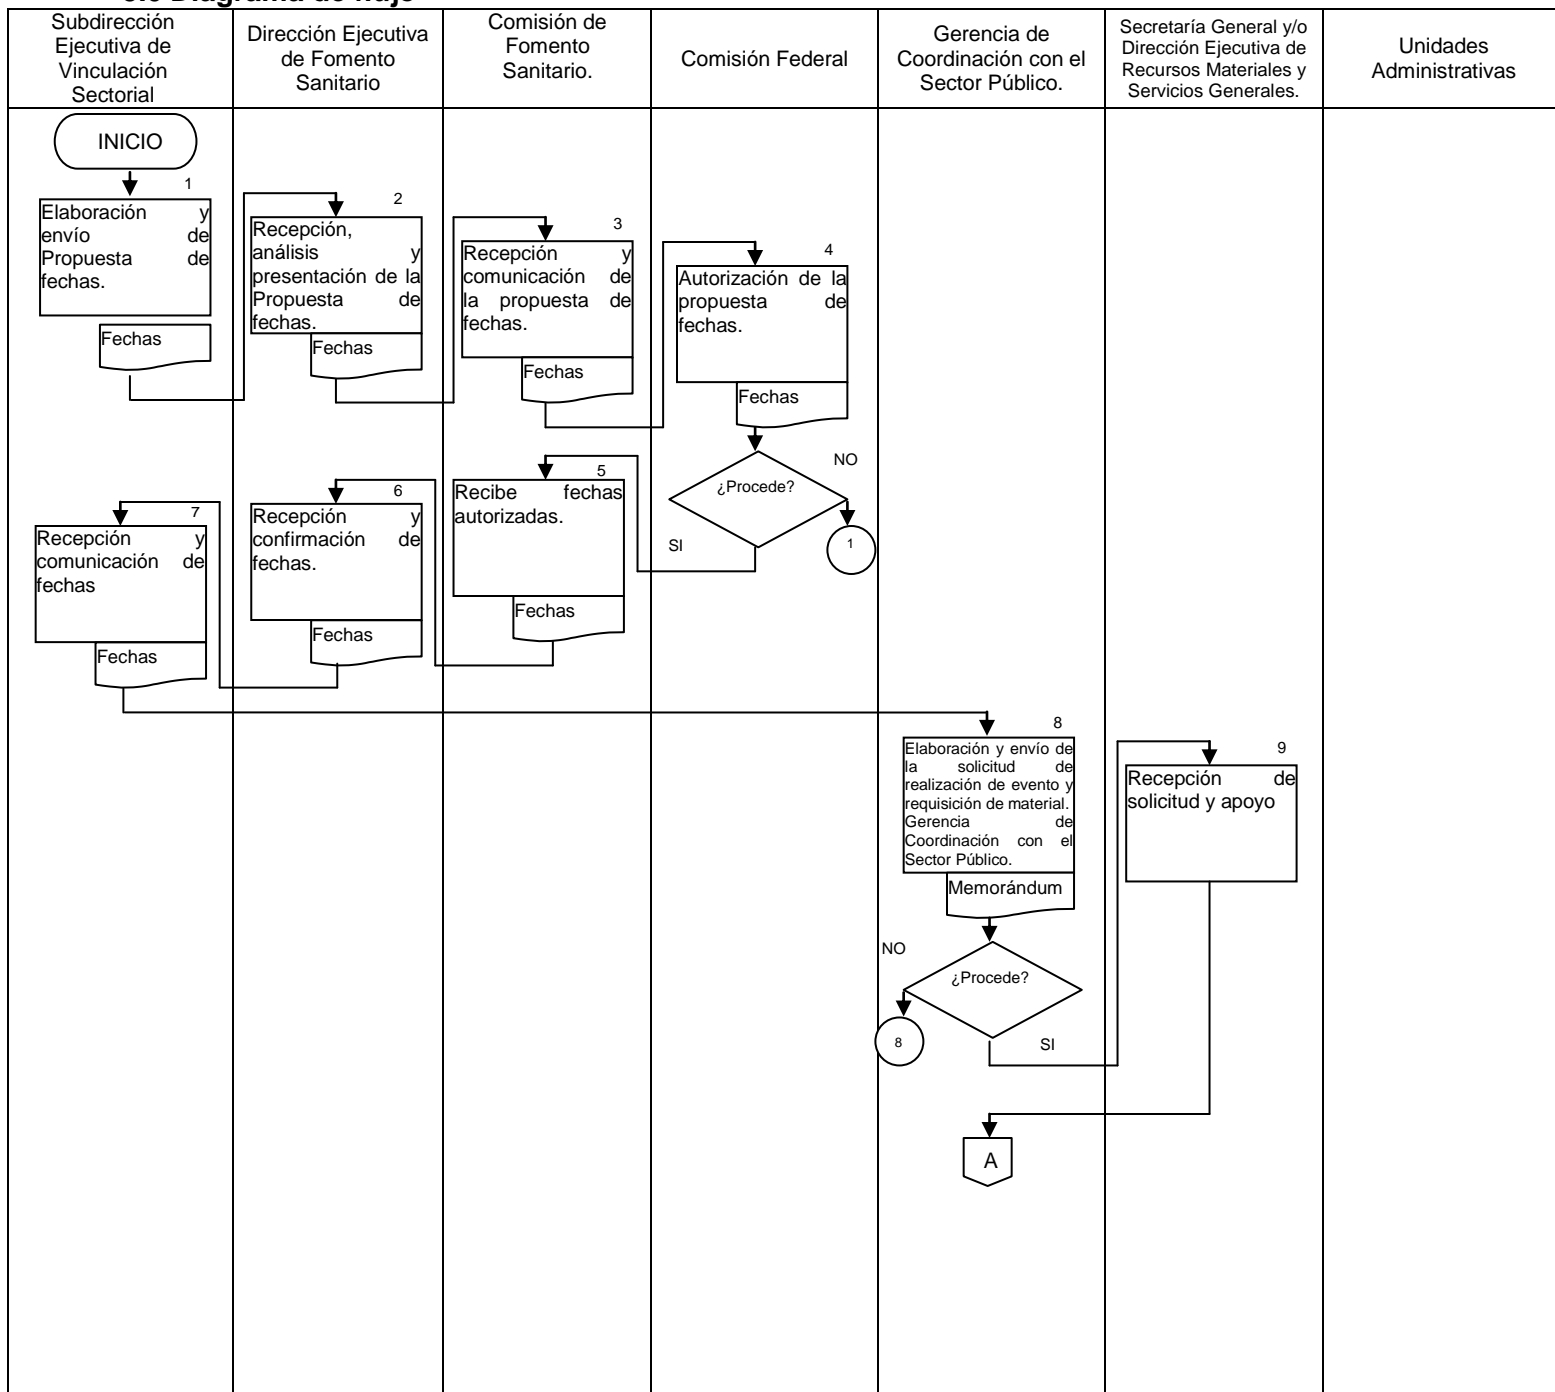 Diagrama de flujo
Subdirección
Ejecutiva de
Vinculación
Sectorial
Dirección Ejecutiva
de Fomento
Sanitario
Comisión de
Fomento
Sanitario.
Comisión Federal
Gerencia de
Coordinación con el
Sector Público.
Secretaría General y/o
Dirección Ejecutiva de
Recursos Materiales y
Servicios Generales.
Unidades
Administrativas
INICIO
1
Elaboración y
envío de
Propuesta de
fechas.
Fechas
2
Recepción,
análisis y
presentación de la
Propuesta de
fechas.
Fechas
3
Recepción y
comunicación de
la propuesta de
fechas.
Fechas
4
Autorización de la
propuesta de
fechas.
Fechas
¿Procede?
NO
1
SI
5
Recibe fechas
autorizadas.
Fechas
6
Recepción y
confirmación de
fechas.
Fechas
7
Recepción y
comunicación de
fechas
Fechas
8
Elaboración y envío de
la solicitud de
realización de evento y
requisición de material.
Gerencia de
Coordinación con el
Sector Público.
Memorándum
¿Procede?
NO
8
SI
9
Recepción de
solicitud y apoyo
A